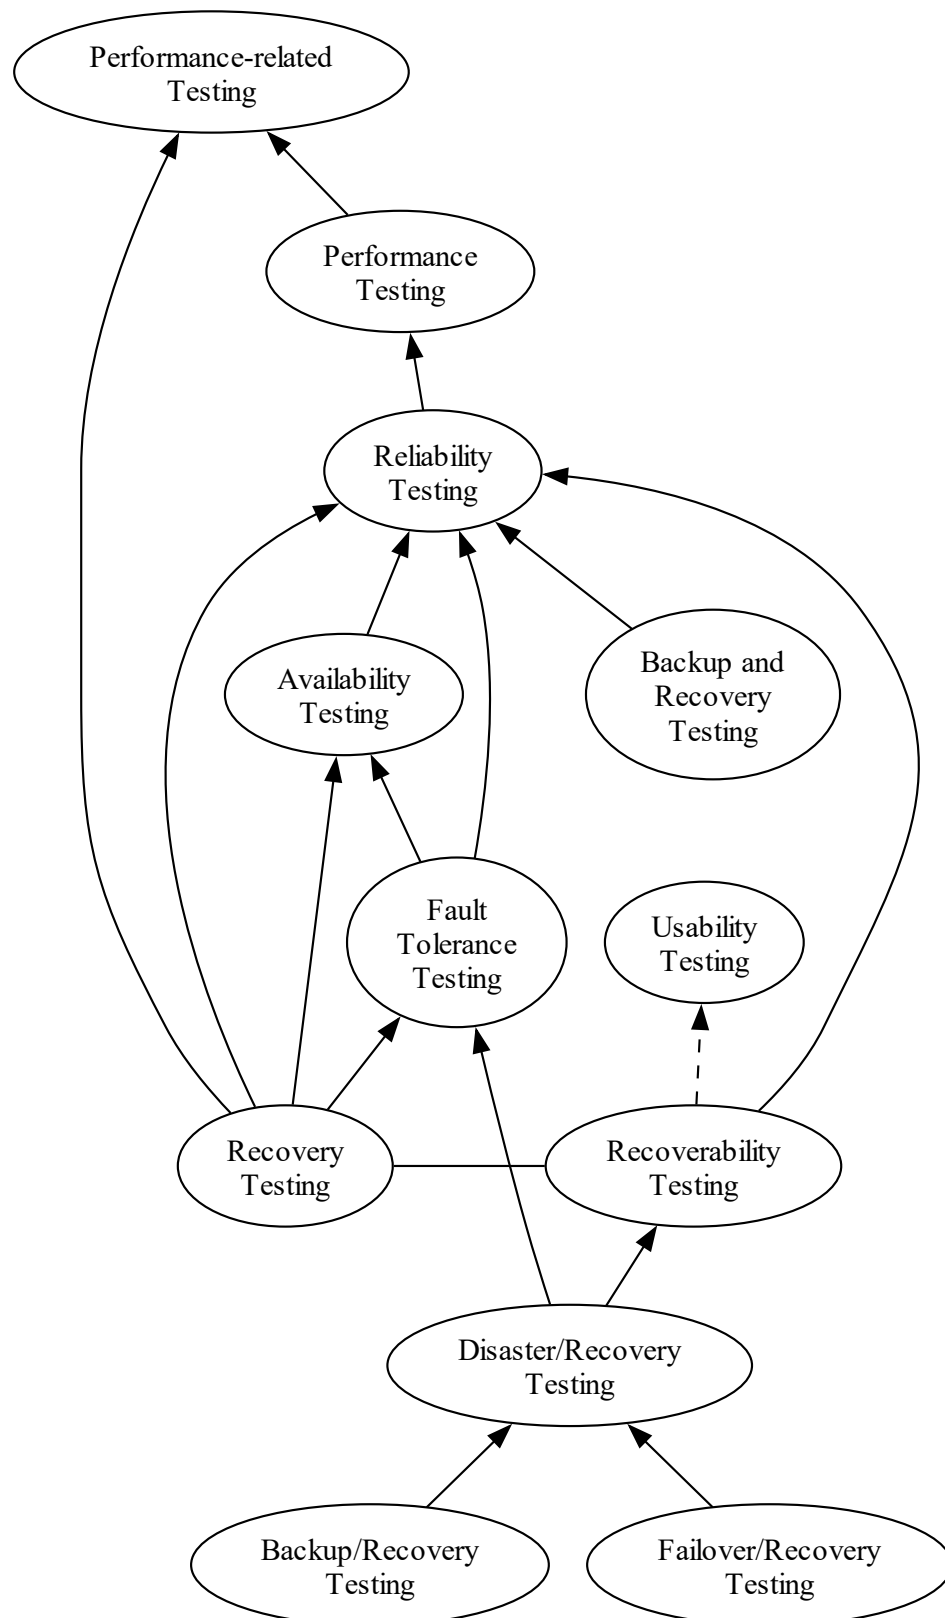 Performance-related
Testing
Performance
Testing
Reliability
Testing
Availability
Testing
Backup and
Recovery
Testing
Fault
Tolerance
Testing
Usability
Testing
Recovery
Testing
Recoverability
Testing
Disaster/Recovery
Testing
Backup/Recovery
Testing
Failover/Recovery
Testing